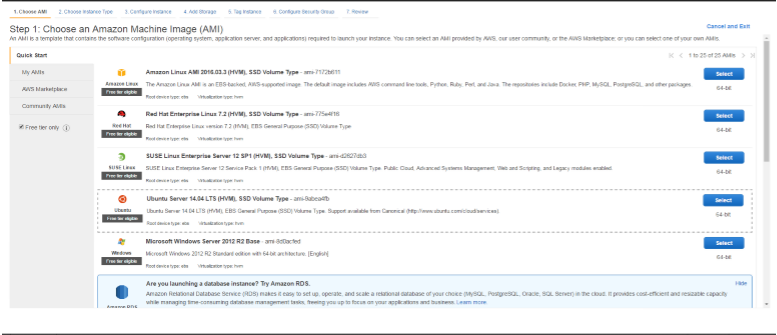 1. Choose AMI 2. Choose Instance Type 3. Configure Instance 4. Add Storage 5. Tag Instance 6. Configure Security Group 7. Review
Step 1: Choose an Amazon Machine Image (AMI)
Cancel and Exit
An AMI is a template that contains the software configuration (operating system, application server, and applications) required to launch your instance. You can select an AMI provided by AWS, our user community, or the AWS Marketplace; or you can select one of your own AMIs.
Quick Start
1 to 25 of 25 AMIs
My AMIs
AWS Marketplace
Community AMIs
Free tier only
Amazon Linux
Free tier eligible
Amazon Linux AMI 2016.03.3 (HVM), SSD Volume Type - ami-7172b611
The Amazon Linux AMI is an EBS-backed, AWS-supported image. The default image includes AWS command line tools, Python, Ruby, Perl, and Java. The repositories include Docker, PHP, MySQL, PostgreSQL, and other packages.
Root device type: ebs Virtualization type: hvm
Select
64-bit
Red Hat
Free tier eligible
Red Hat Enterprise Linux 7.2 (HVM), SSD Volume Type - ami-775e4f16
Red Hat Enterprise Linux version 7.2 (HVM), EBS General Purpose (SSD) Volume Type
Root device type: ebs Virtualization type: hvm
Select
64-bit
SUSE Linux
Free tier eligible
SUSE Linux Enterprise Server 12 SP1 (HVM), SSD Volume Type - ami-d2627db3
SUSE Linux Enterprise Server 12 Service Pack 1 (HVM), EBS General Purpose (SSD) Volume Type. Public Cloud, Advanced Systems Management, Web and Scripting, and Legacy modules enabled.
Root device type: ebs Virtualization type: hvm
Select
64-bit
Ubuntu
Free tier eligible
Ubuntu Server 14.04 LTS (HVM), SSD Volume Type - ami-9abea4fb
Ubuntu Server 14.04 LTS (HVM), EBS General Purpose (SSD) Volume Type. Support available from Canonical (http://www.ubuntu.com/cloud/services).
Root device type: ebs Virtualization type: hvm
Select
64-bit
Windows
Free tier eligible
Microsoft Windows Server 2012 R2 Base - ami-8d0acfed
Microsoft Windows 2012 R2 Standard edition with 64-bit architecture. [English]
Root device type: ebs Virtualization type: hvm
Select
64-bit
Are you launching a database instance? Try Amazon RDS.
Hide
Amazon Relational Database Service (RDS) makes it easy to set up, operate, and scale a relational database of your choice (MySQL, PostgreSQL, Oracle, SQL Server) in the cloud. It provides cost-efficient and resizable capacity
while managing time-consuming database management tasks, freeing you up to focus on your applications and business. Learn more.
Amazon RDS